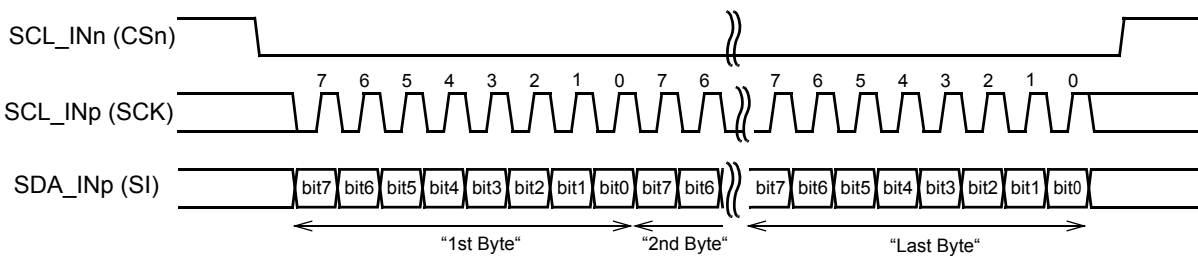 SCL_INn (CSn)
7 6 5 4 3 2 1 0 7 6 7 6 5 4 3 2 1 0
SCL_INp (SCK)
SDA_INp (SI) bit7 bit6 bit5 bit4 bit3 bit2 bit1 bit0 bit7 bit6 bit7 bit6 bit5 bit4 bit3 bit2 bit1 bit0
“1st Byte“ “2nd Byte“ “Last Byte“